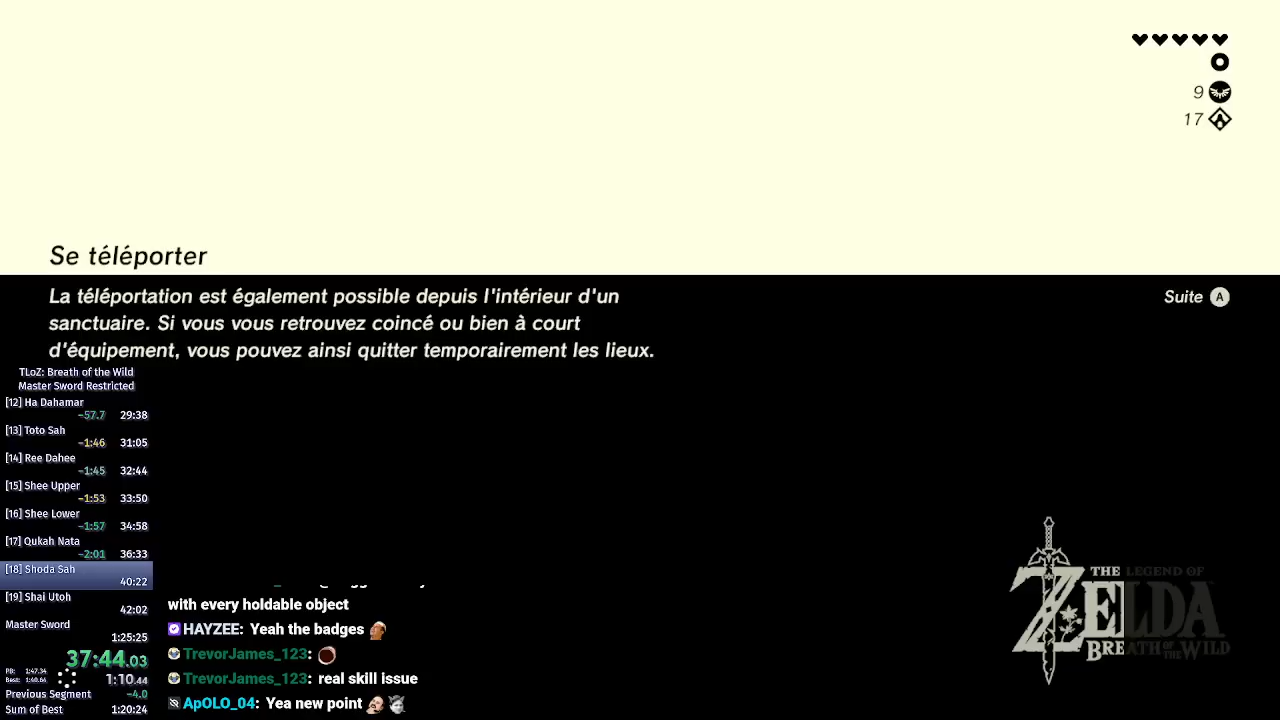 9
17
Se téléporter
La téléportation est également possible depuis l'intérieur d'un
sanctuaire. Si vous vous retrouvez coincé ou bien à court
d'équipement, vous pouvez ainsi quitter temporairement les lieux.
Suite A
TLoZ: Breath of the Wild
Master Sword Restricted
[12] Ha Dahamar
-57.7 29:38
[13] Toto Sah
-1:46 31:05
[14] Ree Dahee
-1:45 32:44
[15] Shee Upper
-1:53 33:50
[16] Shee Lower
-1:57 34:58
[17] Qukah Nata
-2:01 36:33
[18] Shoda Sah
40:22
[19] Shai Utoh
42:02
Master Sword
1:25:25
37:44.03
PB: 1:47.34
1:10.44
Previous Segment -4.0
Sum of Best 1:20:24
with every holdable object
HAYZEE: Yeah the badges
TrevorJames_123:
TrevorJames_123: real skill issue
ApOLO_04: Yea new point
THE LEGEND OF
ZELDA
BREATH OF THE WILD